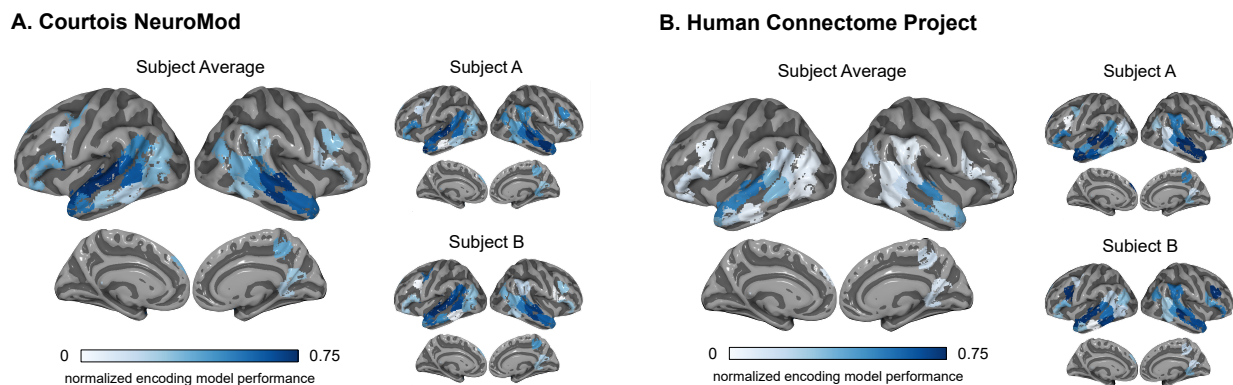 A. Courtois NeuroMod
Subject Average
Subject A
Subject B
0
0.75
normalized encoding model performance
B. Human Connectome Project
Subject Average
Subject A
Subject B
0
0.75
normalized encoding model performance